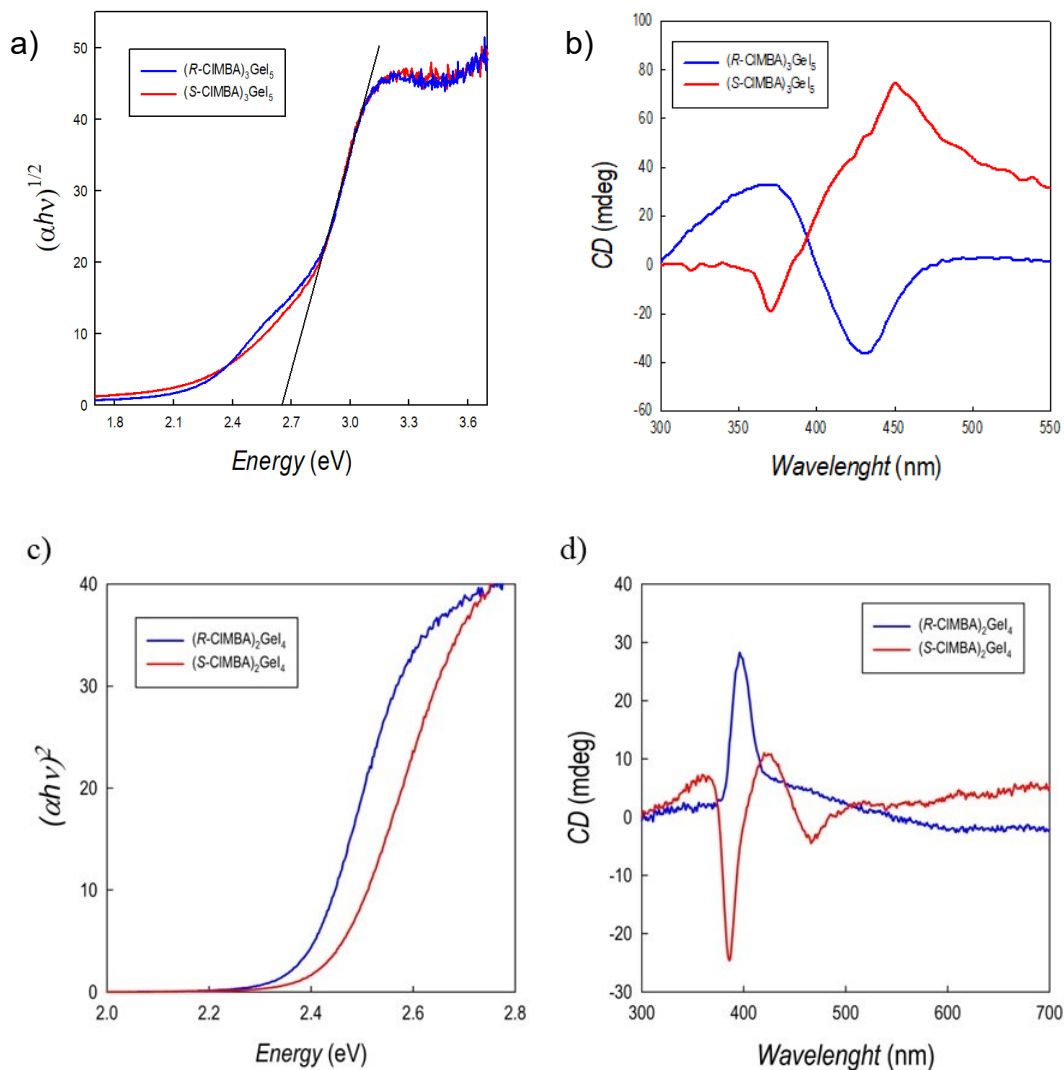 a)
(R-ClMBA)₃GeI₅
(S-ClMBA)₃GeI₅
(αhν)¹/²
50
40
30
20
10
0
1.8 2.1 2.4 2.7 3.0 3.3 3.6
Energy (eV)
b)
(R-ClMBA)₃GeI₅
(S-ClMBA)₃GeI₅
CD (mdeg)
100
80
60
40
20
0
-20
-40
-60
300 350 400 450 500 550
Wavelenght (nm)
c)
(R-ClMBA)₂GeI₄
(S-ClMBA)₂GeI₄
(αhν)²
40
30
20
10
0
2.0 2.2 2.4 2.6 2.8
Energy (eV)
d)
(R-ClMBA)₂GeI₄
(S-ClMBA)₂GeI₄
CD (mdeg)
40
30
20
10
0
-10
-20
-30
300 400 500 600 700
Wavelenght (nm)